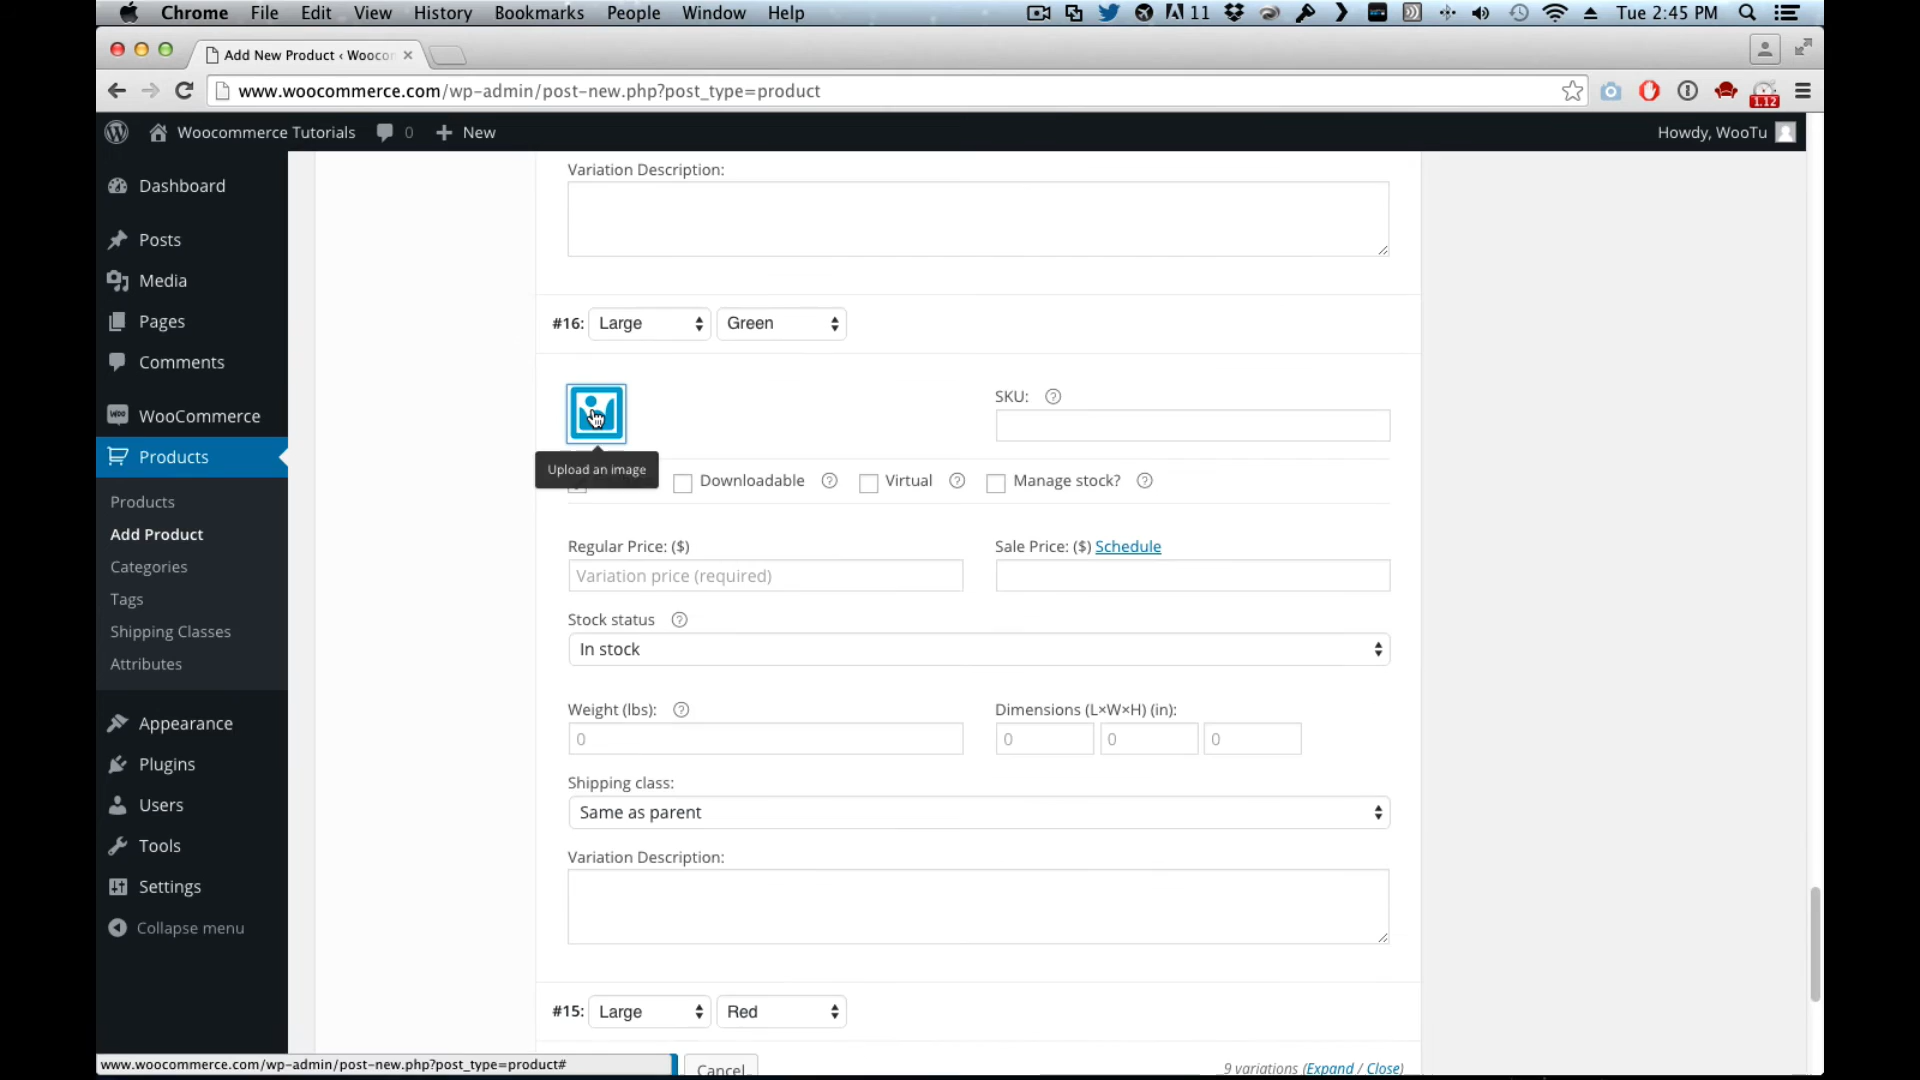 Chrome File Edit View History Bookmarks People Window Help 11 Tue 2:45 PM
Add New Product ‹ Wooco
www.woocommerce.com/wp-admin/post-new.php?post_type=product 1.12
Woocommerce Tutorials 0 New Howdy, WooTu
Dashboard
Posts
Media
Pages
Comments
WooCommerce
Products
Products
Add Product
Categories
Tags
Shipping Classes
Attributes
Appearance
Plugins
Users
Tools
Settings
Collapse menu
Variation Description:
#16: Large Green
SKU:
Upload an image
Downloadable Virtual Manage stock?
Regular Price: ($) Sale Price: ($) Schedule
Variation price (required)
Stock status
In stock
Weight (lbs): Dimensions (L×W×H) (in):
0 0 0 0
Shipping class:
Same as parent
Variation Description:
#15: Large Red
www.woocommerce.com/wp-admin/post-new.php?post_type=product#
Cancel 9 variations (Expand / Close)